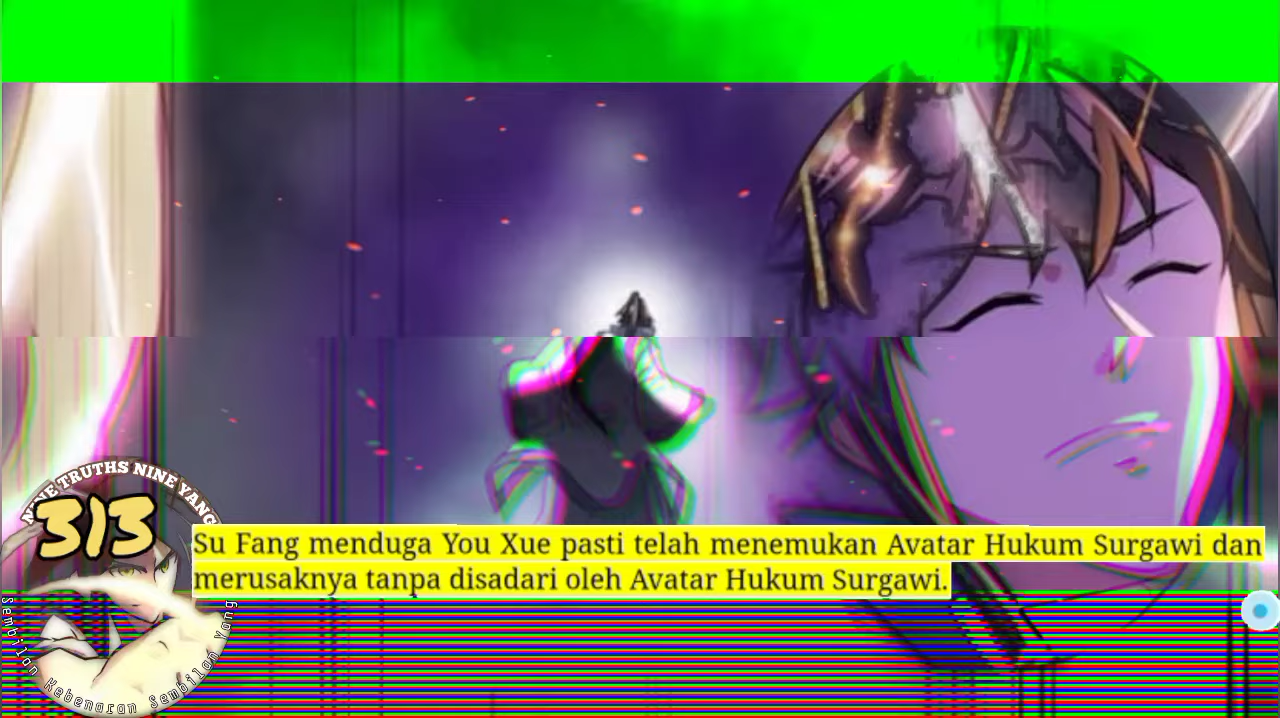 NINE TRUTHS NINE YANG
313
Su Fang menduga You Xue pasti telah menemukan Avatar Hukum Surgawi dan
merusaknya tanpa disadari oleh Avatar Hukum Surgawi.
Sembilan Kebenaran Sembilan Yang